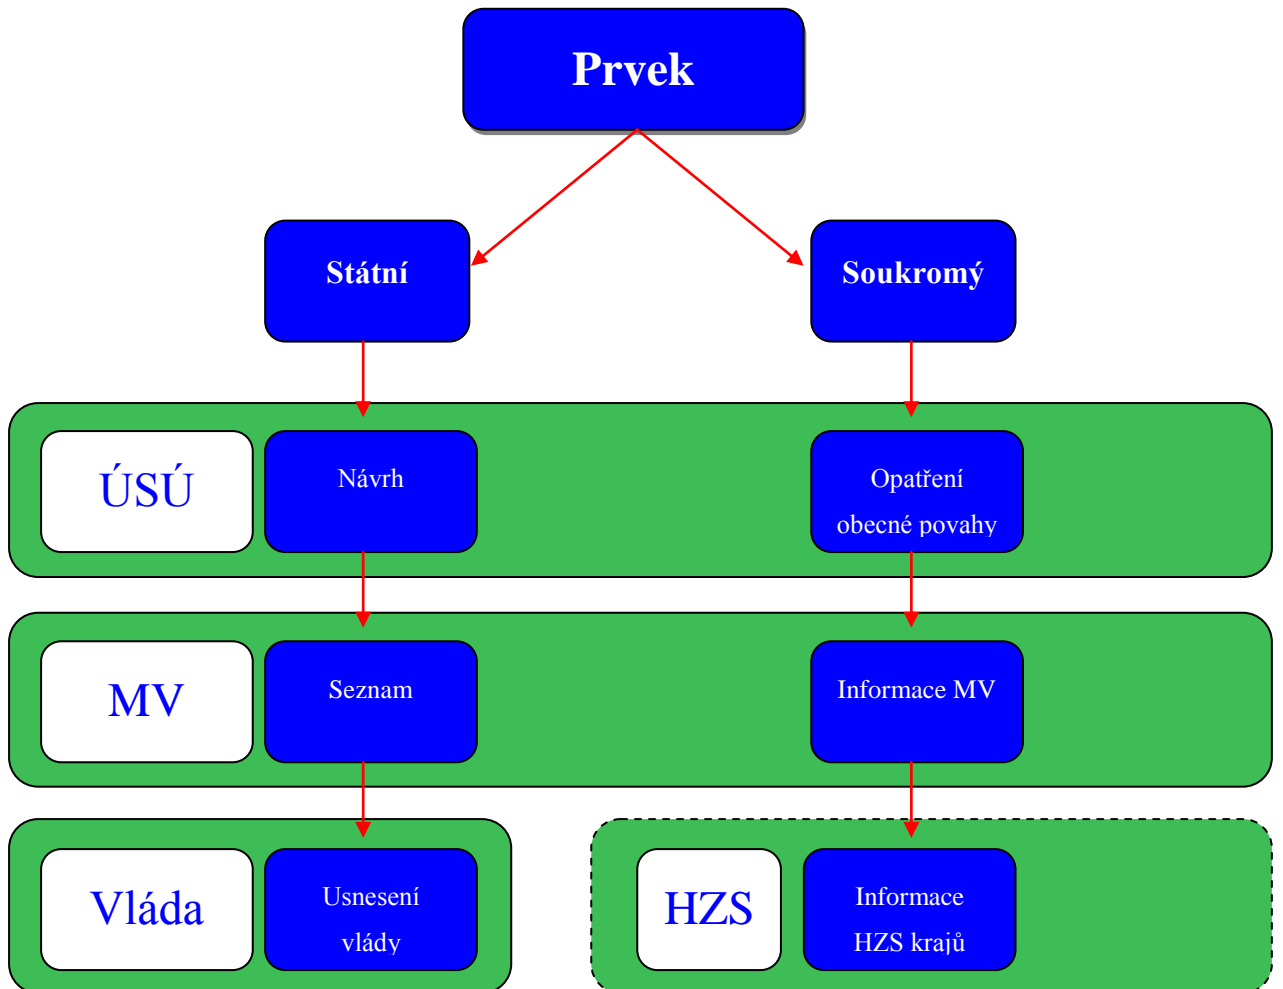 Prvek
Státní
Soukromý
ÚSÚ
Návrh
Opatření
obecné povahy
MV
Seznam
Informace MV
Vláda
Usnesení
vlády
HZS
Informace
HZS krajů